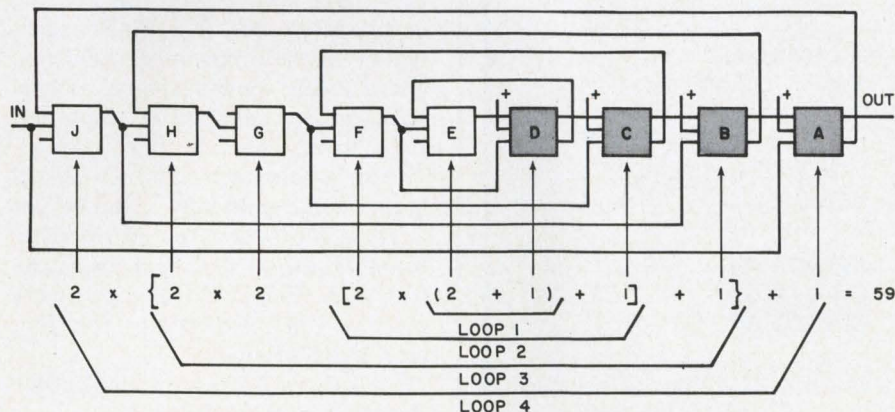 + + + +
IN J H G F E D C B A OUT
2 x { 2 x 2 [ 2 x ( 2 + 1 ) + 1 ] + 1 } + 1 = 59
LOOP 1
LOOP 2
LOOP 3
LOOP 4